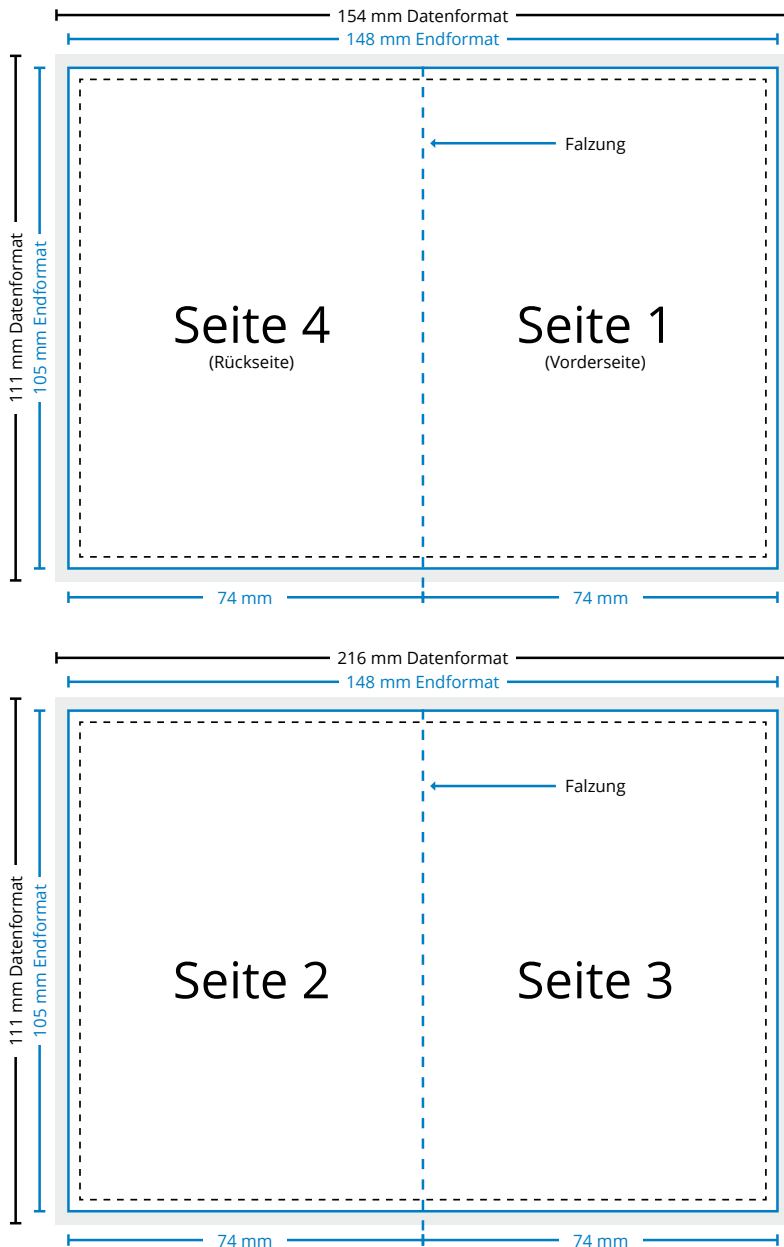 154 mm Datenformat
148 mm Endformat
111 mm Datenformat
105 mm Endformat
Falzung
Seite 4
(Rückseite)
Seite 1
(Vorderseite)
74 mm
74 mm
216 mm Datenformat
148 mm Endformat
111 mm Datenformat
105 mm Endformat
Falzung
Seite 2
Seite 3
74 mm
74 mm